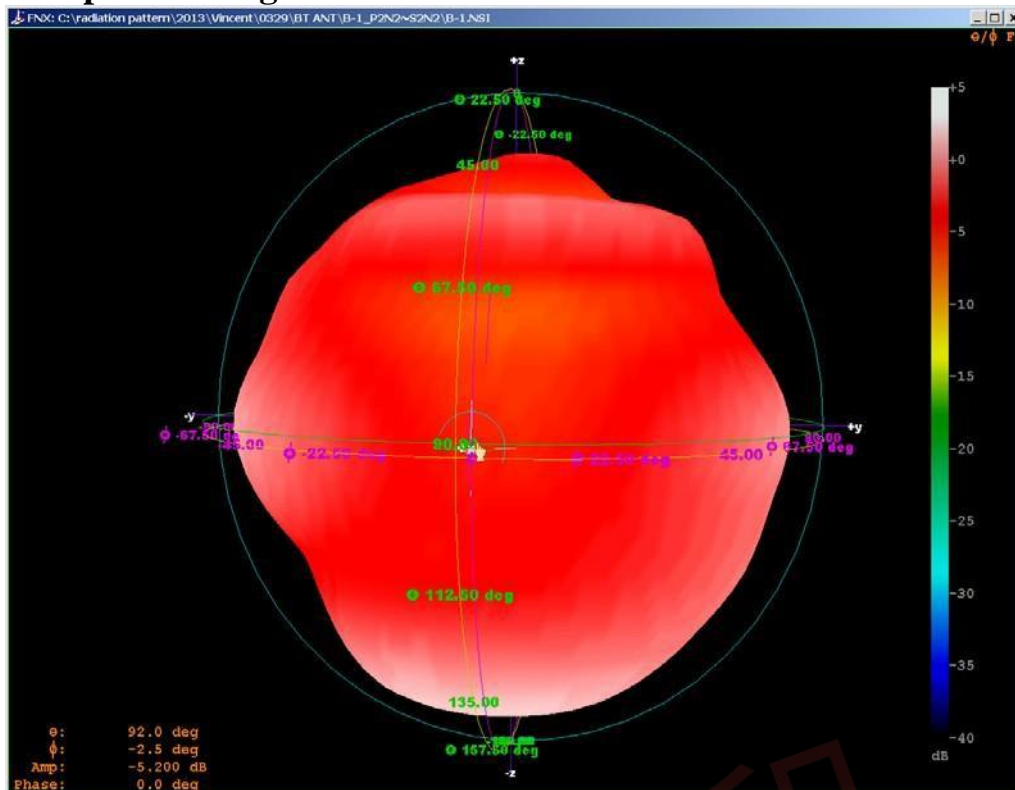 FNX: C:\radiation pattern\2013\Vincent\0329\BT ANT\B-1_P2N2~S2N2\B-1.NSI
θ/ϕ F
+z
θ 22.50 deg
θ -22.50 deg
45.00
θ 67.50 deg
-y
ϕ -67.50
-45.00
ϕ -22.50 deg
90.00
ϕ 22.50 deg
45.00
ϕ 67.50 deg
+y
θ 112.50 deg
135.00
θ 157.50 deg
-z
+5
+0
-5
-10
-15
-20
-25
-30
-35
-40
dB
θ: 92.0 deg
ϕ: -2.5 deg
Amp: -5.200 dB
Phase: 0.0 deg